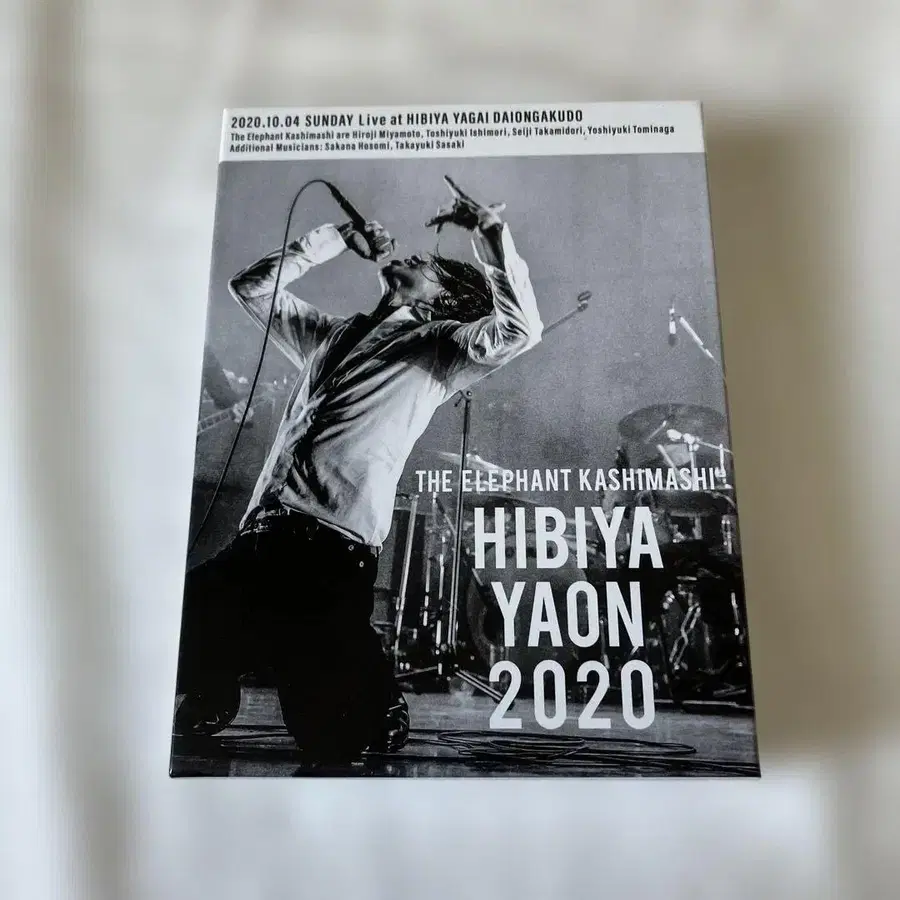 2020.10.04 SUNDAY Live at HIBIYA YAGAI DAIONGAKUDO
The Elephant Kashimashi are Hiroji Miyamoto, Toshiyuki Ishimori, Seiji Takamidori, Yoshiyuki Tominaga
Additional Musicians: Sakana Hosomi, Takayuki Sasaki
THE ELEPHANT KASHIMASHI
HIBIYA
YAON
2020